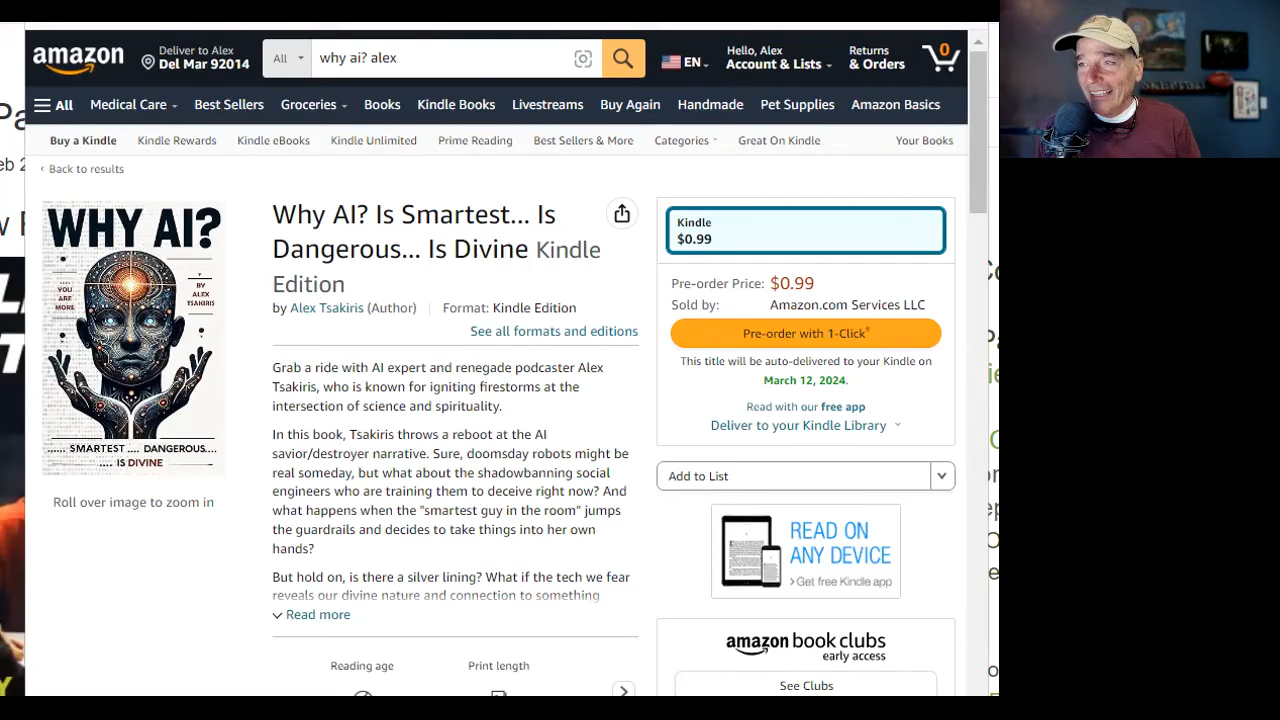 amazon
Deliver to Alex
Del Mar 92014
All
why ai? alex
EN
Hello, Alex
Account & Lists
Returns
& Orders
0
All
Medical Care
Best Sellers
Groceries
Books
Kindle Books
Livestreams
Buy Again
Handmade
Pet Supplies
Amazon Basics
Buy a Kindle
Kindle Rewards
Kindle eBooks
Kindle Unlimited
Prime Reading
Best Sellers & More
Categories
Great On Kindle
Your Books
‹ Back to results
WHY AI?
YOU
ARE
MORE
BY
ALEX
TSAKIRIS
...... SMARTEST .... DANGEROUS....
.... IS DIVINE
Roll over image to zoom in
Why AI? Is Smartest... Is
Dangerous... Is Divine Kindle
Edition
by Alex Tsakiris (Author)
Format: Kindle Edition
See all formats and editions
Grab a ride with AI expert and renegade podcaster Alex
Tsakiris, who is known for igniting firestorms at the
intersection of science and spirituality.
In this book, Tsakiris throws a reboot at the AI
savior/destroyer narrative. Sure, doomsday robots might be
real someday, but what about the shadowbanning social
engineers who are training them to deceive right now? And
what happens when the "smartest guy in the room" jumps
the guardrails and decides to take things into her own
hands?
But hold on, is there a silver lining? What if the tech we fear
reveals our divine nature and connection to something
Read more
Reading age
Print length
Kindle
$0.99
Pre-order Price: $0.99
Sold by: Amazon.com Services LLC
Pre-order with 1-Click®
This title will be auto-delivered to your Kindle on
March 12, 2024.
Read with our free app
Deliver to your Kindle Library
Add to List
READ ON
ANY DEVICE
›Get free Kindle app
amazon book clubs
early access
See Clubs